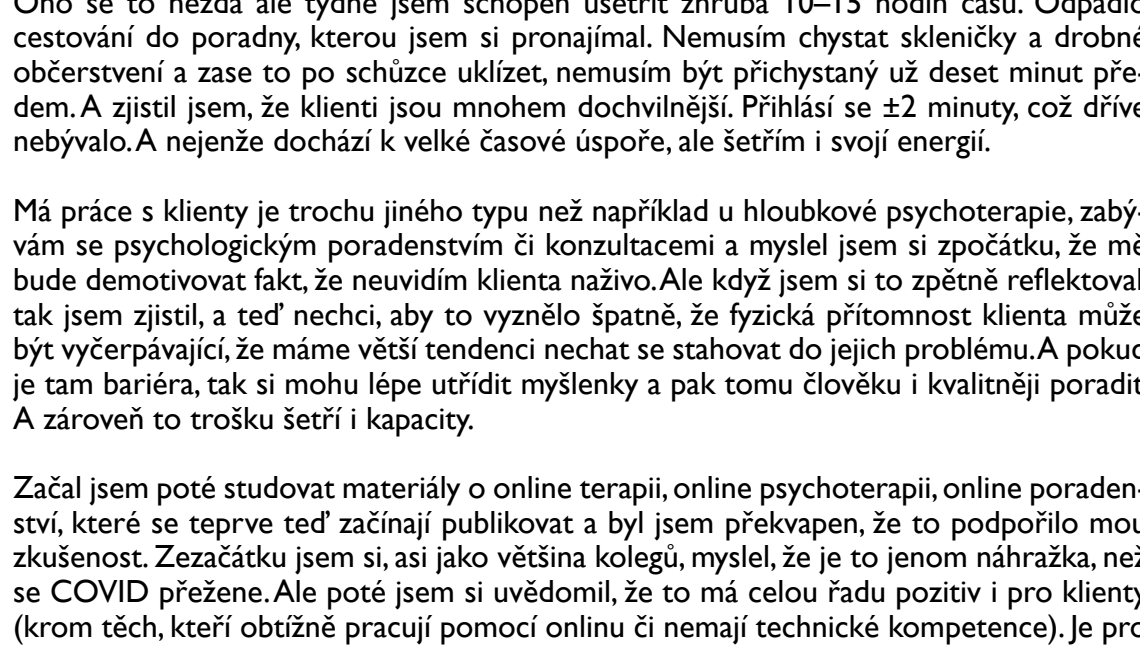 Ono se to nezdá ale týdně jsem schopen ušetřit zhruba 10–15 hodin času. Odpadlo
cestování do poradny, kterou jsem si pronajímal. Nemusím chystat skleničky a drobné
občerstvení a zase to po schůzce uklízet, nemusím být přichystaný už deset minut pře-
dem. A zjistil jsem, že klienti jsou mnohem dochvilnější. Přihlásí se ±2 minuty, což dříve
nebývalo. A nejenže dochází k velké časové úspoře, ale šetřím i svojí energií.
Má práce s klienty je trochu jiného typu než například u hloubkové psychoterapie, zabý-
vám se psychologickým poradenstvím či konzultacemi a myslel jsem si zpočátku, že mě
bude demotivovat fakt, že neuvidím klienta naživo. Ale když jsem si to zpětně reflektoval
tak jsem zjistil, a teď nechci, aby to vyznělo špatně, že fyzická přítomnost klienta může
být vyčerpávající, že máme větší tendenci nechat se stahovat do jejich problému. A pokud
je tam bariéra, tak si mohu lépe utřídit myšlenky a pak tomu člověku i kvalitněji poradit
A zároveň to trošku šetří i kapacity.
Začal jsem poté studovat materiály o online terapii, online psychoterapii, online poraden-
ství, které se teprve teď začínají publikovat a byl jsem překvapen, že to podpořilo mou
zkušenost. Zezačátku jsem si, asi jako většina kolegů, myslel, že je to jenom náhražka, než
se COVID přežene. Ale poté jsem si uvědomil, že to má celou řadu pozitiv i pro klienty
(krom těch, kteří obtížně pracují pomocí onlinu či nemají technické kompetence). Je pro